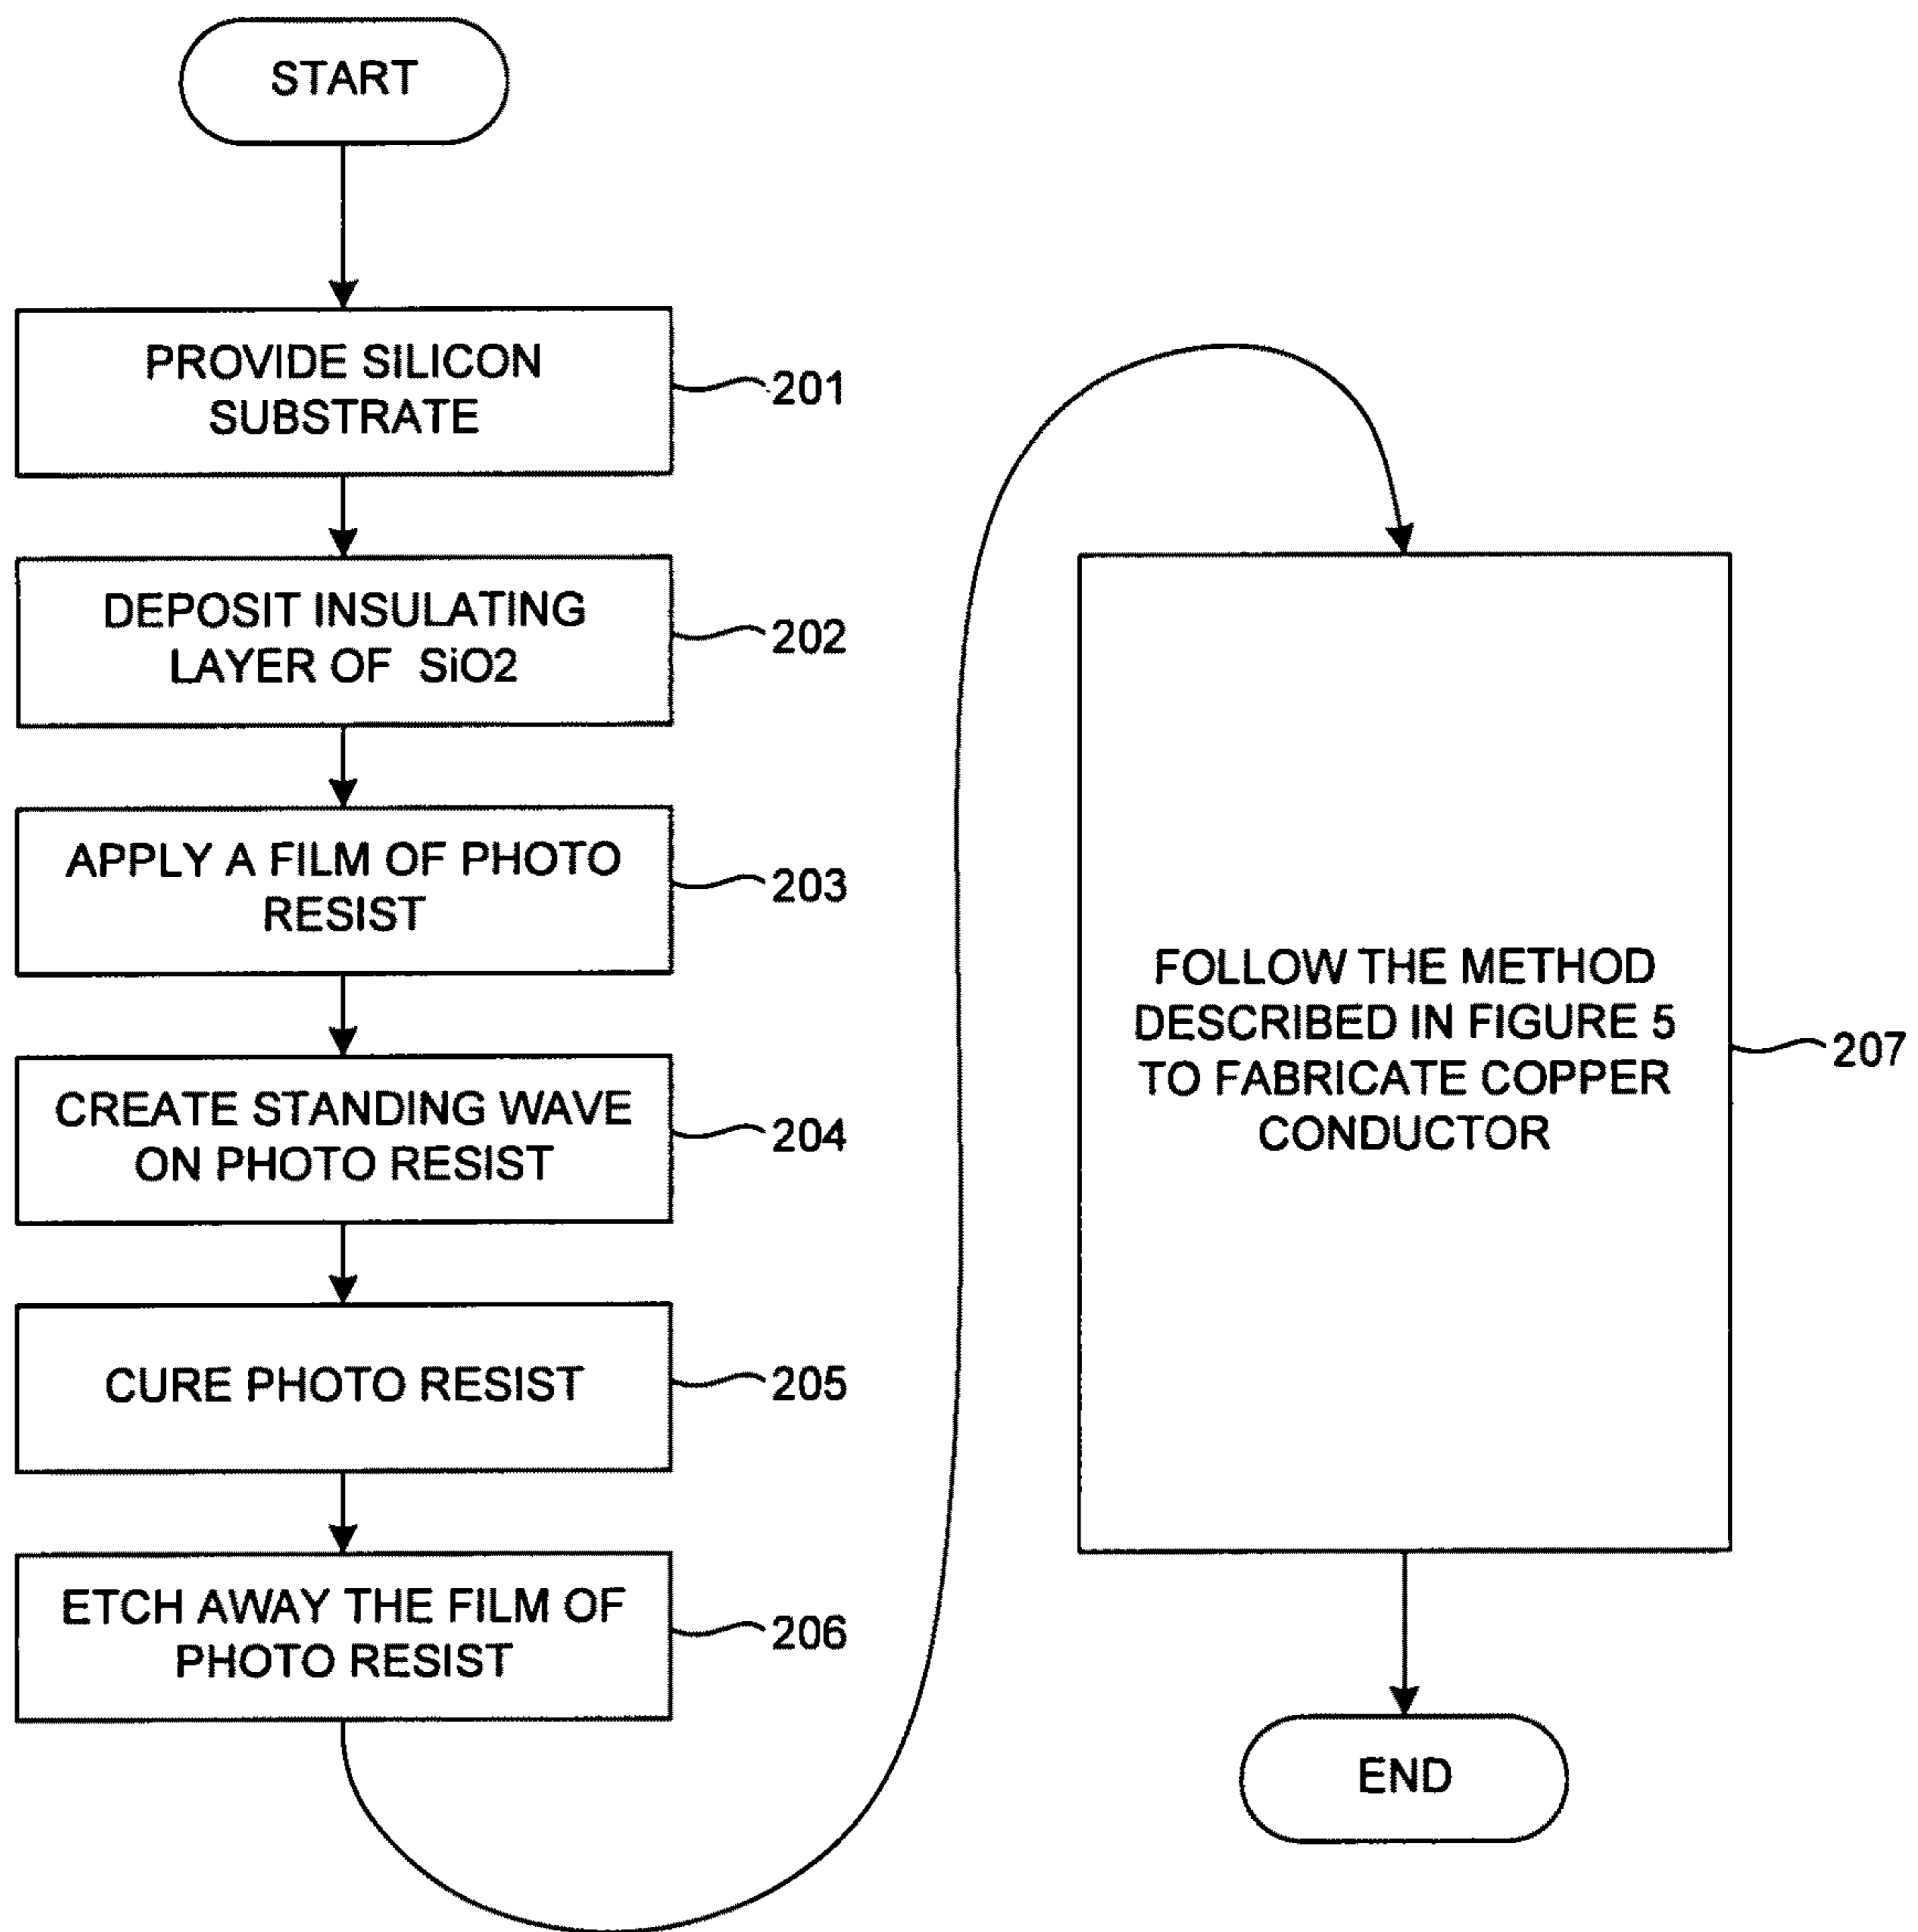 START
PROVIDE SILICON
SUBSTRATE
201
DEPOSIT INSULATING
LAYER OF SiO2
202
APPLY A FILM OF PHOTO
RESIST
203
CREATE STANDING WAVE
ON PHOTO RESIST
204
CURE PHOTO RESIST
205
ETCH AWAY THE FILM OF
PHOTO RESIST
206
FOLLOW THE METHOD
DESCRIBED IN FIGURE 5
TO FABRICATE COPPER
CONDUCTOR
207
END